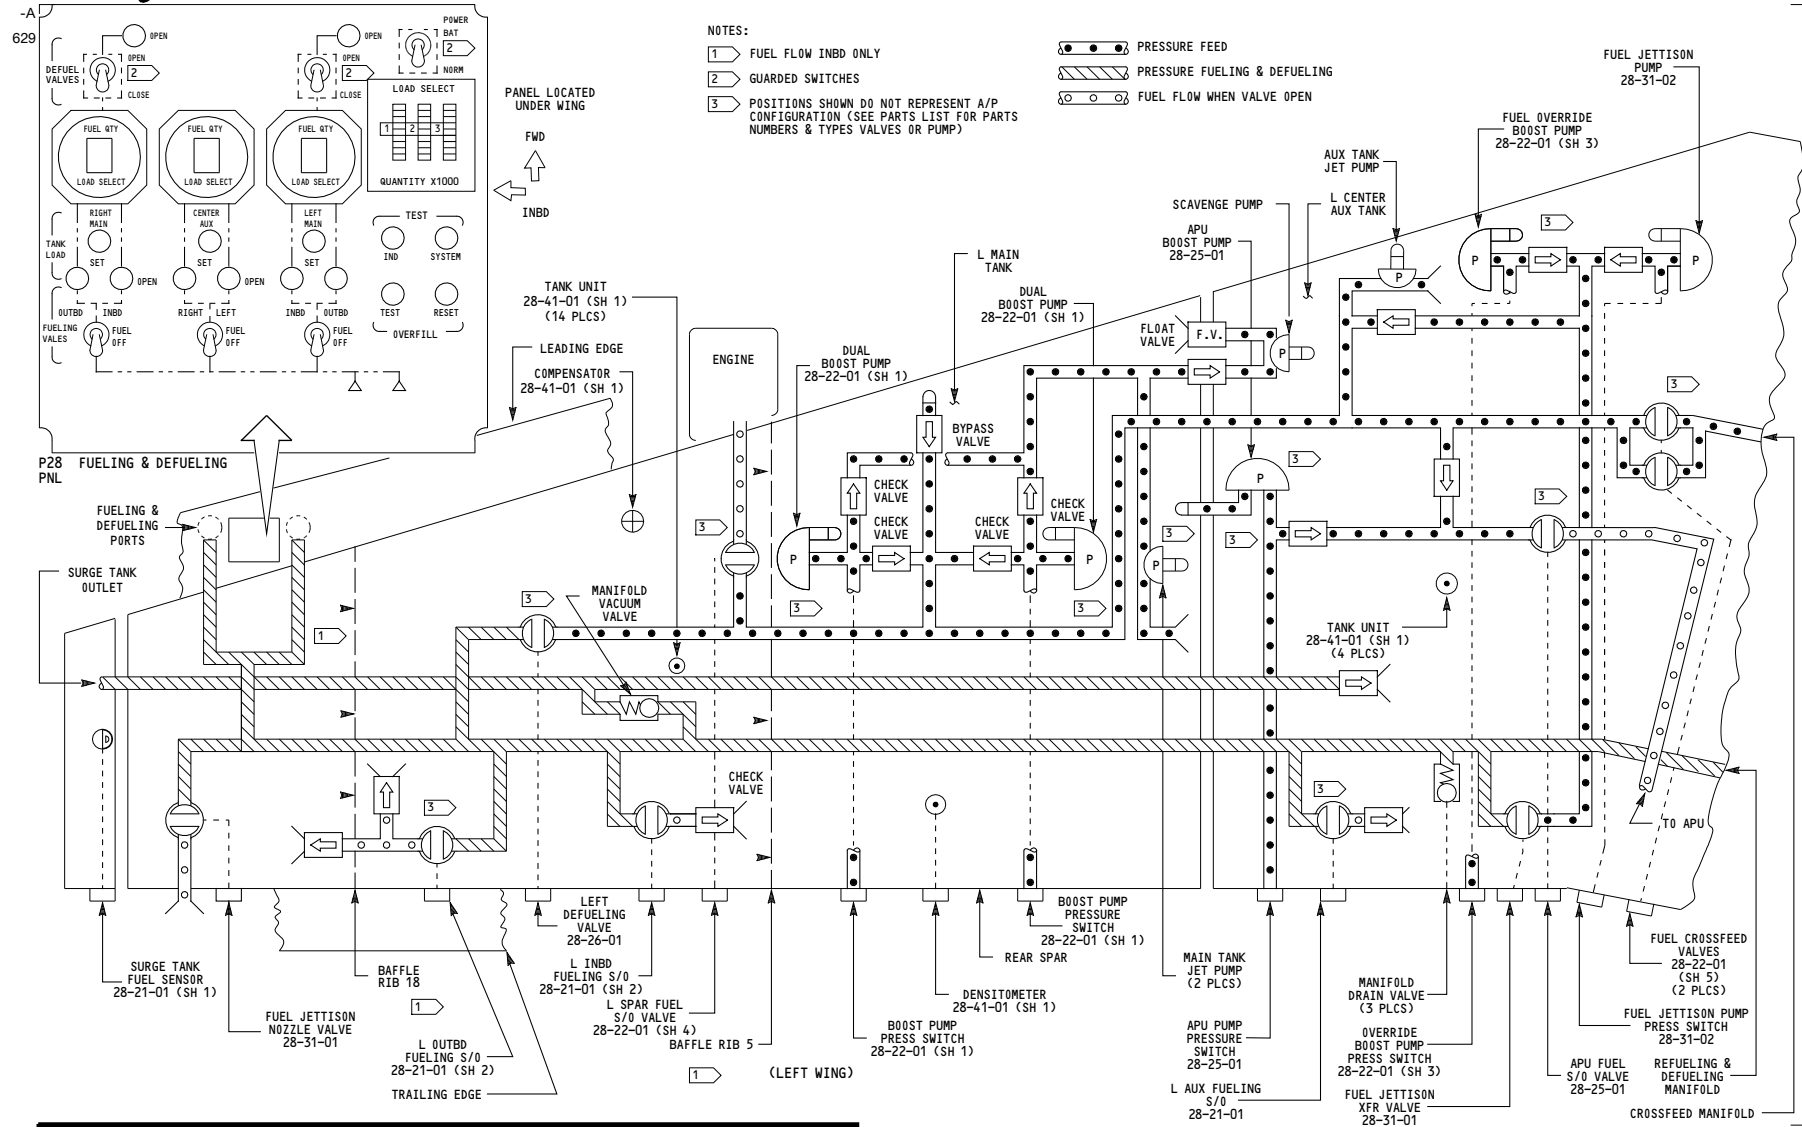 -A
629
OPEN
OPEN
POWER
BAT
2
NORM
DEFUEL
VALVES
OPEN
2
CLOSE
OPEN
2
CLOSE
LOAD SELECT
1 2 3
QUANTITY X1000
FUEL QTY
LOAD SELECT
FUEL QTY
LOAD SELECT
FUEL QTY
LOAD SELECT
RIGHT
MAIN
CENTER
AUX
LEFT
MAIN
TANK
LOAD
SET
SET
SET
OPEN
OPEN
TEST
IND
SYSTEM
TEST
RESET
OVERFILL
OUTBD INBD
RIGHT LEFT
INBD OUTBD
FUELING
VALES
FUEL
OFF
FUEL
OFF
FUEL
OFF
P28 FUELING & DEFUELING
PNL
PANEL LOCATED
UNDER WING
FWD
INBD
NOTES:
1 FUEL FLOW INBD ONLY
2 GUARDED SWITCHES
3 POSITIONS SHOWN DO NOT REPRESENT A/P
CONFIGURATION (SEE PARTS LIST FOR PARTS
NUMBERS & TYPES VALVES OR PUMP)
PRESSURE FEED
PRESSURE FUELING & DEFUELING
FUEL FLOW WHEN VALVE OPEN
FUEL JETTISON
PUMP
28-31-02
FUEL OVERRIDE
BOOST PUMP
28-22-01 (SH 3)
AUX TANK
JET PUMP
SCAVENGE PUMP
L CENTER
AUX TANK
APU
BOOST PUMP
28-25-01
L MAIN
TANK
DUAL
BOOST PUMP
28-22-01 (SH 1)
FLOAT
VALVE
F.V.
P
P
P
P
3
3
TANK UNIT
28-41-01 (SH 1)
(14 PLCS)
LEADING EDGE
COMPENSATOR
28-41-01 (SH 1)
ENGINE
DUAL
BOOST PUMP
28-22-01 (SH 1)
BYPASS
VALVE
CHECK
VALVE
CHECK
VALVE
CHECK
VALVE
CHECK
VALVE
P
P
P
P
3
3
3
3
3
3
3
3
FUELING &
DEFUELING
PORTS
SURGE TANK
OUTLET
1
3
MANIFOLD
VACUUM
VALVE
TANK UNIT
28-41-01 (SH 1)
(4 PLCS)
D
3
CHECK
VALVE
3
TO APU
SURGE TANK
FUEL SENSOR
28-21-01 (SH 1)
FUEL JETTISON
NOZZLE VALVE
28-31-01
BAFFLE
RIB 18
1
L OUTBD
FUELING S/O
28-21-01 (SH 2)
TRAILING EDGE
LEFT
DEFUELING
VALVE
28-26-01
L INBD
FUELING S/O
28-21-01 (SH 2)
L SPAR FUEL
S/O VALVE
28-22-01 (SH 4)
BAFFLE RIB 5
1
(LEFT WING)
BOOST PUMP
PRESS SWITCH
28-22-01 (SH 1)
DENSITOMETER
28-41-01 (SH 1)
REAR SPAR
BOOST PUMP
PRESSURE
SWITCH
28-22-01 (SH 1)
MAIN TANK
JET PUMP
(2 PLCS)
APU PUMP
PRESSURE
SWITCH
28-25-01
L AUX FUELING
S/O
28-21-01
MANIFOLD
DRAIN VALVE
(3 PLCS)
OVERRIDE
BOOST PUMP
PRESS SWITCH
28-22-01 (SH 3)
FUEL JETTISON
XFR VALVE
28-31-01
APU FUEL
S/O VALVE
28-25-01
FUEL CROSSFEED
VALVES
28-22-01
(SH 5)
(2 PLCS)
FUEL JETTISON PUMP
PRESS SWITCH
28-31-02
REFUELING &
DEFUELING
MANIFOLD
CROSSFEED MANIFOLD